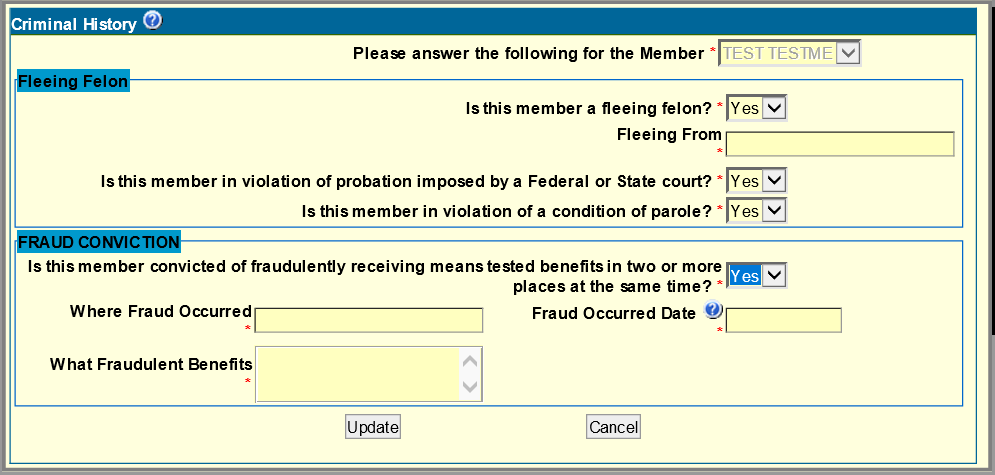 Criminal History ?
Please answer the following for the Member * TEST TESTME
Fleeing Felon
Is this member a fleeing felon? * Yes
Fleeing From
*
Is this member in violation of probation imposed by a Federal or State court? * Yes
Is this member in violation of a condition of parole? * Yes
FRAUD CONVICTION
Is this member convicted of fraudulently receiving means tested benefits in two or more
places at the same time? * Yes
Where Fraud Occurred
*
Fraud Occurred Date ?
*
What Fraudulent Benefits
*
Update Cancel